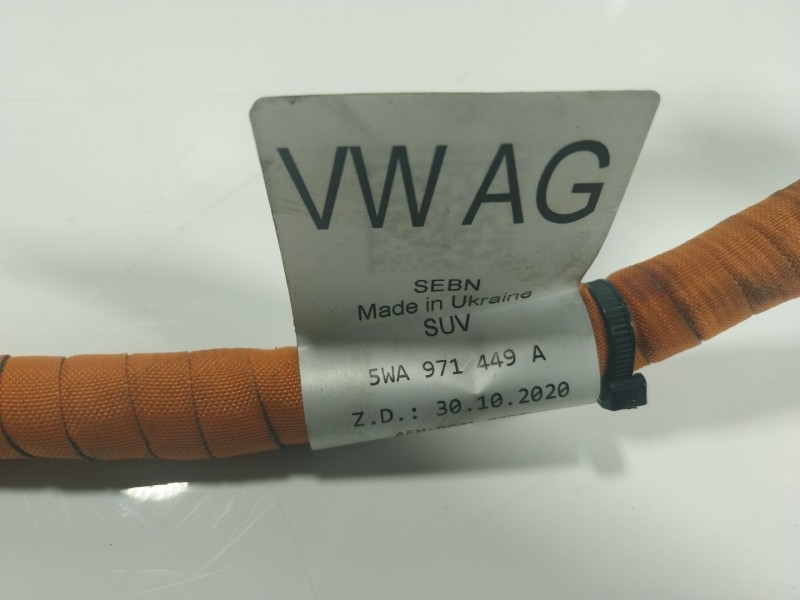 VW AG
SEBN
Made in Ukraine
SUV
5WA 971 449 A
Z.D.: 30.10.2020